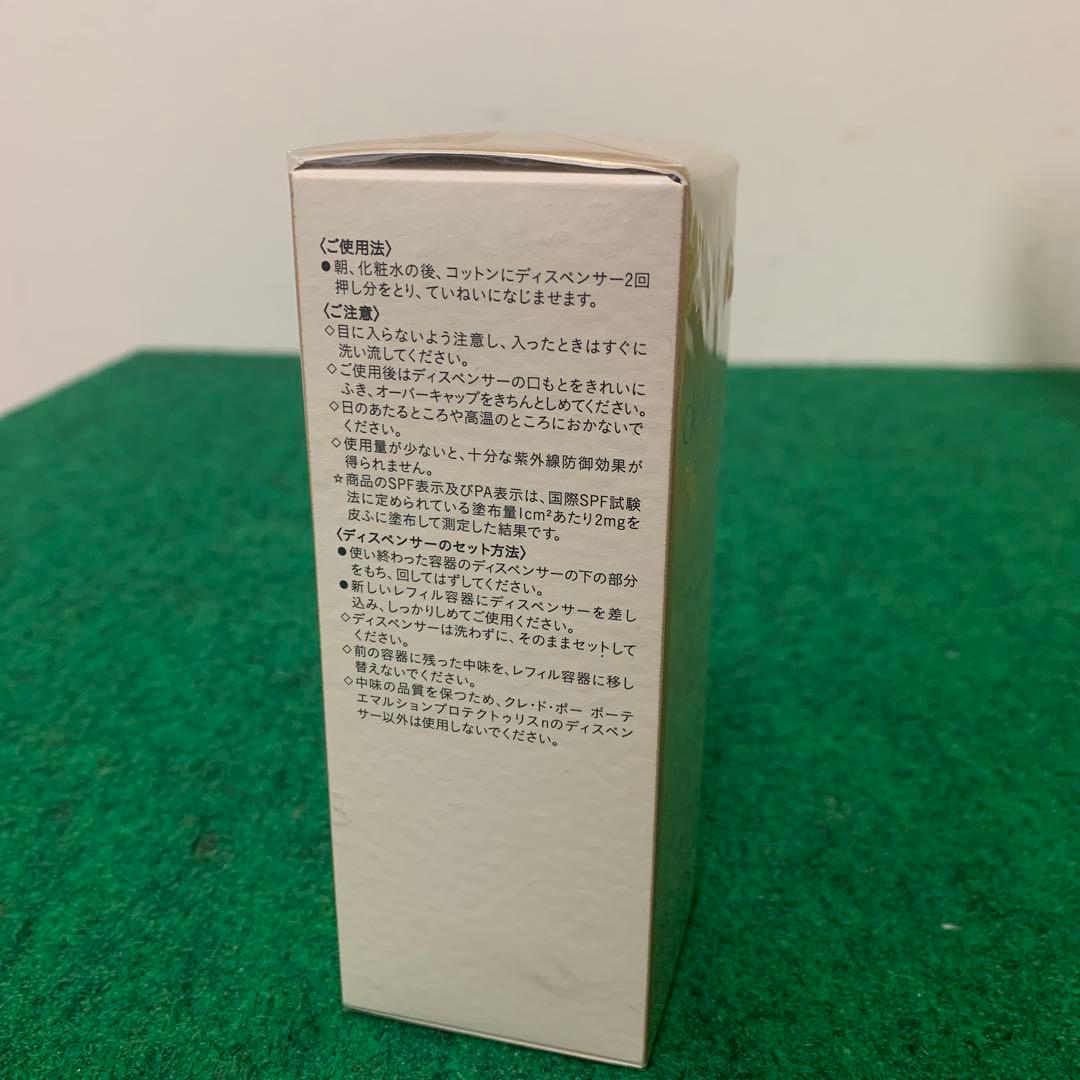 〈ご使用法〉
●朝、化粧水の後、コットンにディスペンサー2回
押し分をとり、ていねいになじませます。
〈ご注意〉
◇目に入らないよう注意し、入ったときはすぐに
洗い流してください。
◇ご使用後はディスペンサーの口もとをきれいに
ふき、オーバーキャップをきちんとしめてください。
◇日のあたるところや高温のところにおかないで
ください。
◇使用量が少ないと、十分な紫外線防御効果が
得られません。
☆商品のSPF表示及びPA表示は、国際SPF試験
法に定められている塗布量1cm²あたり2mgを
皮ふに塗布して測定した結果です。
〈ディスペンサーのセット方法〉
●使い終わった容器のディスペンサーの下の部分
をもち、回してはずしてください。
●新しいレフィル容器にディスペンサーを差し
込み、しっかりしめてご使用ください。
◇ディスペンサーは洗わずに、そのままセットして
ください。
◇前の容器に残った中味を、レフィル容器に移し
替えないでください。
◇中味の品質を保つため、クレ・ド・ポー ボーテ
エマルションプロテクトゥリスnのディスペン
サー以外は使用しないでください。